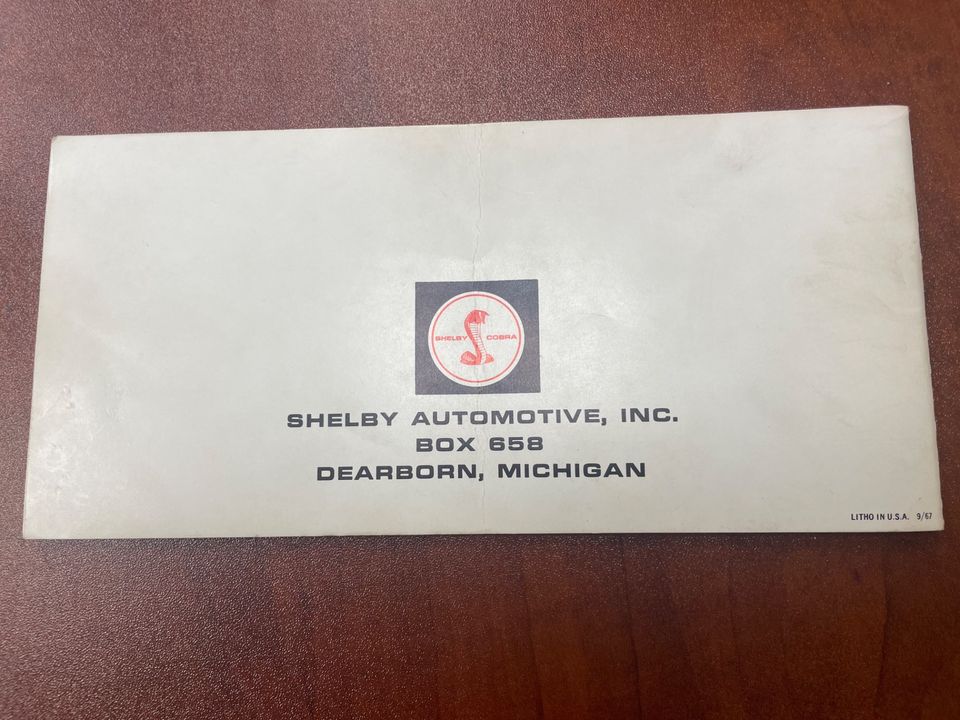 SHELBY COBRA
SHELBY AUTOMOTIVE, INC.
BOX 658
DEARBORN, MICHIGAN
LITHO IN U.S.A. 9/67